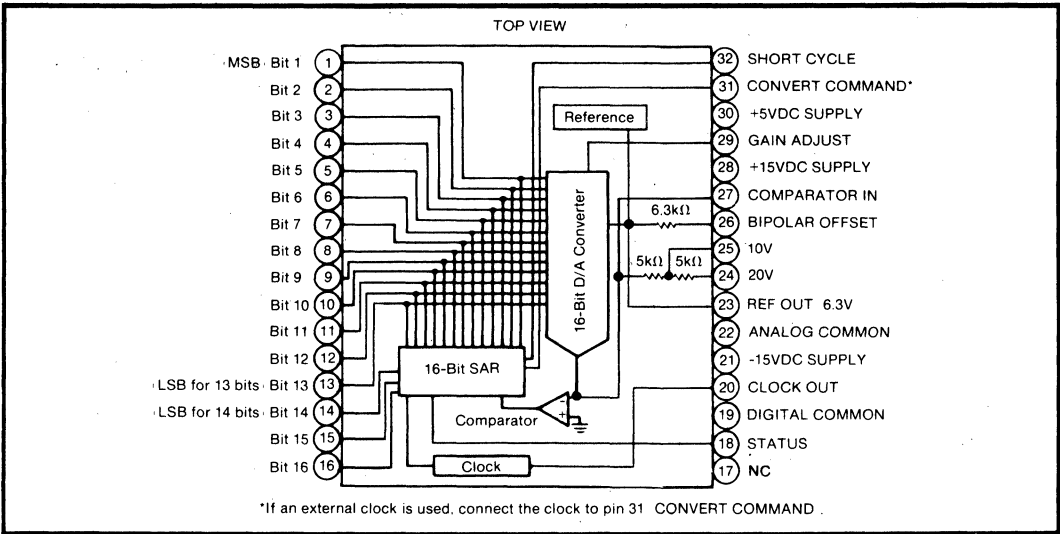 TOP VIEW
MSB Bit 1 1
Bit 2 2
Bit 3 3
Bit 4 4
Bit 5 5
Bit 6 6
Bit 7 7
Bit 8 8
Bit 9 9
Bit 10 10
Bit 11 11
Bit 12 12
LSB for 13 bits Bit 13 13
LSB for 14 bits Bit 14 14
Bit 15 15
Bit 16 16
Reference
16-Bit D/A Converter
16-Bit SAR
Comparator
-
+
Clock
6.3kΩ
5kΩ 5kΩ
32 SHORT CYCLE
31 CONVERT COMMAND*
30 +5VDC SUPPLY
29 GAIN ADJUST
28 +15VDC SUPPLY
27 COMPARATOR IN
26 BIPOLAR OFFSET
25 10V
24 20V
23 REF OUT 6.3V
22 ANALOG COMMON
21 -15VDC SUPPLY
20 CLOCK OUT
19 DIGITAL COMMON
18 STATUS
17 NC
*If an external clock is used, connect the clock to pin 31 CONVERT COMMAND .